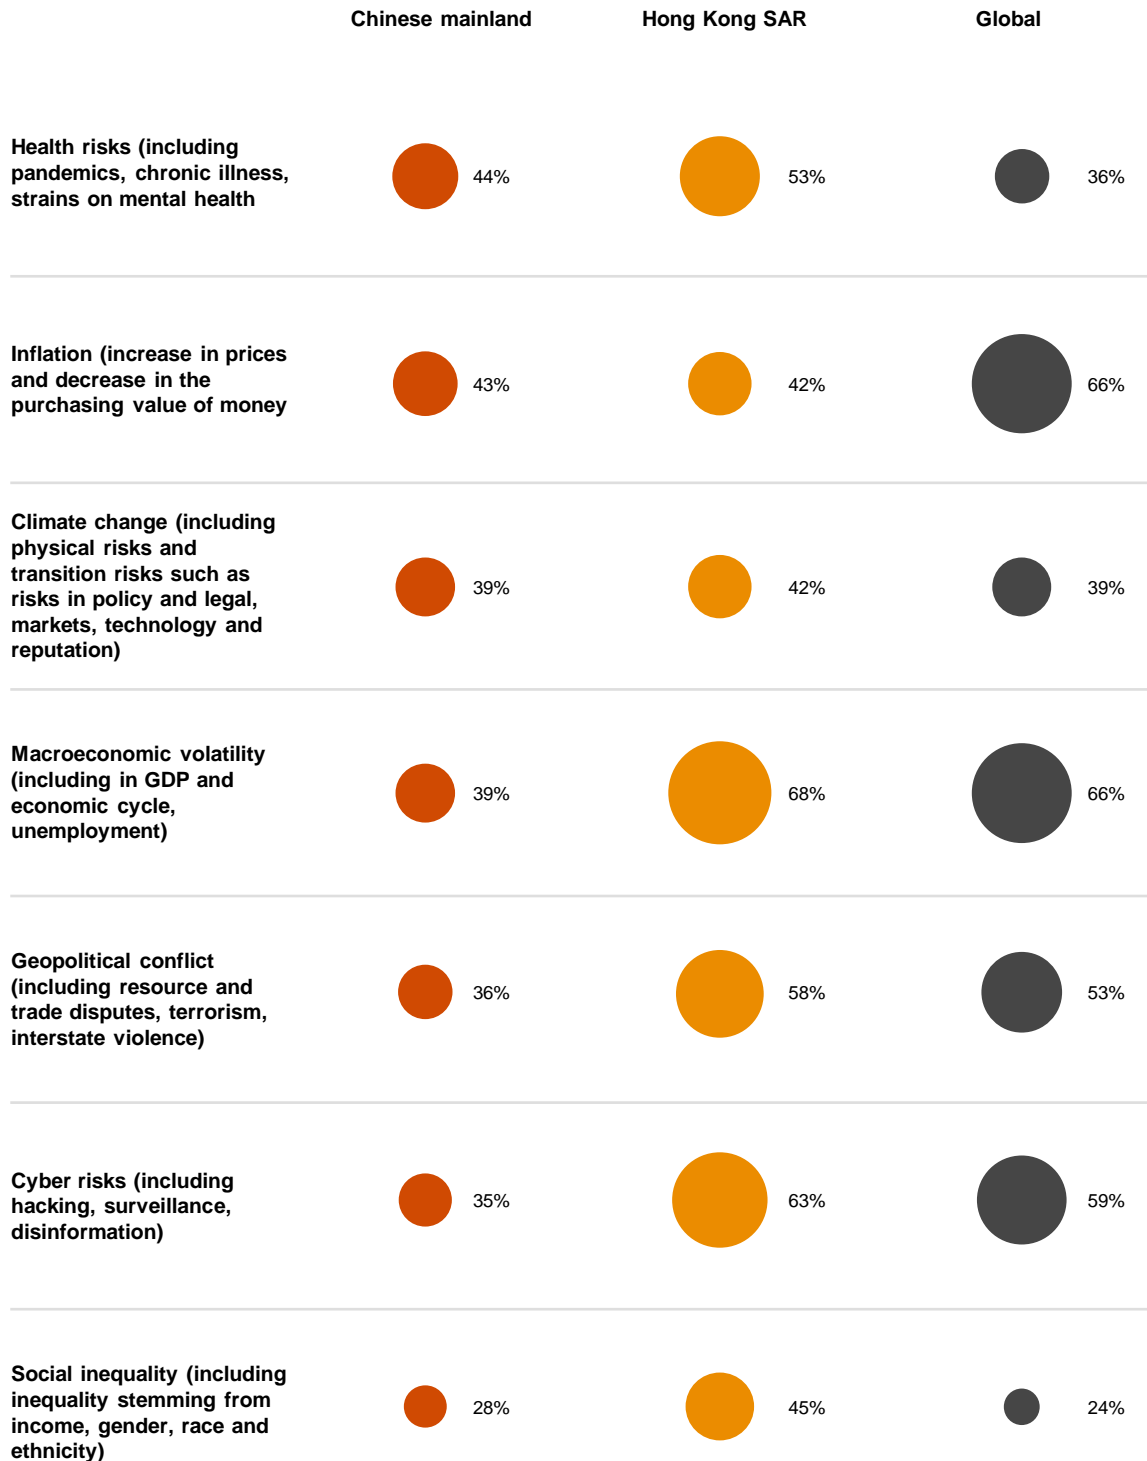 Chinese mainland Hong Kong SAR Global
Health risks (including
pandemics, chronic illness,
strains on mental health
44% 53% 36%
Inflation (increase in prices
and decrease in the
purchasing value of money
43% 42% 66%
Climate change (including
physical risks and
transition risks such as
risks in policy and legal,
markets, technology and
reputation)
39% 42% 39%
Macroeconomic volatility
(including in GDP and
economic cycle,
unemployment)
39% 68% 66%
Geopolitical conflict
(including resource and
trade disputes, terrorism,
interstate violence)
36% 58% 53%
Cyber risks (including
hacking, surveillance,
disinformation)
35% 63% 59%
Social inequality (including
inequality stemming from
income, gender, race and
ethnicity)
28% 45% 24%